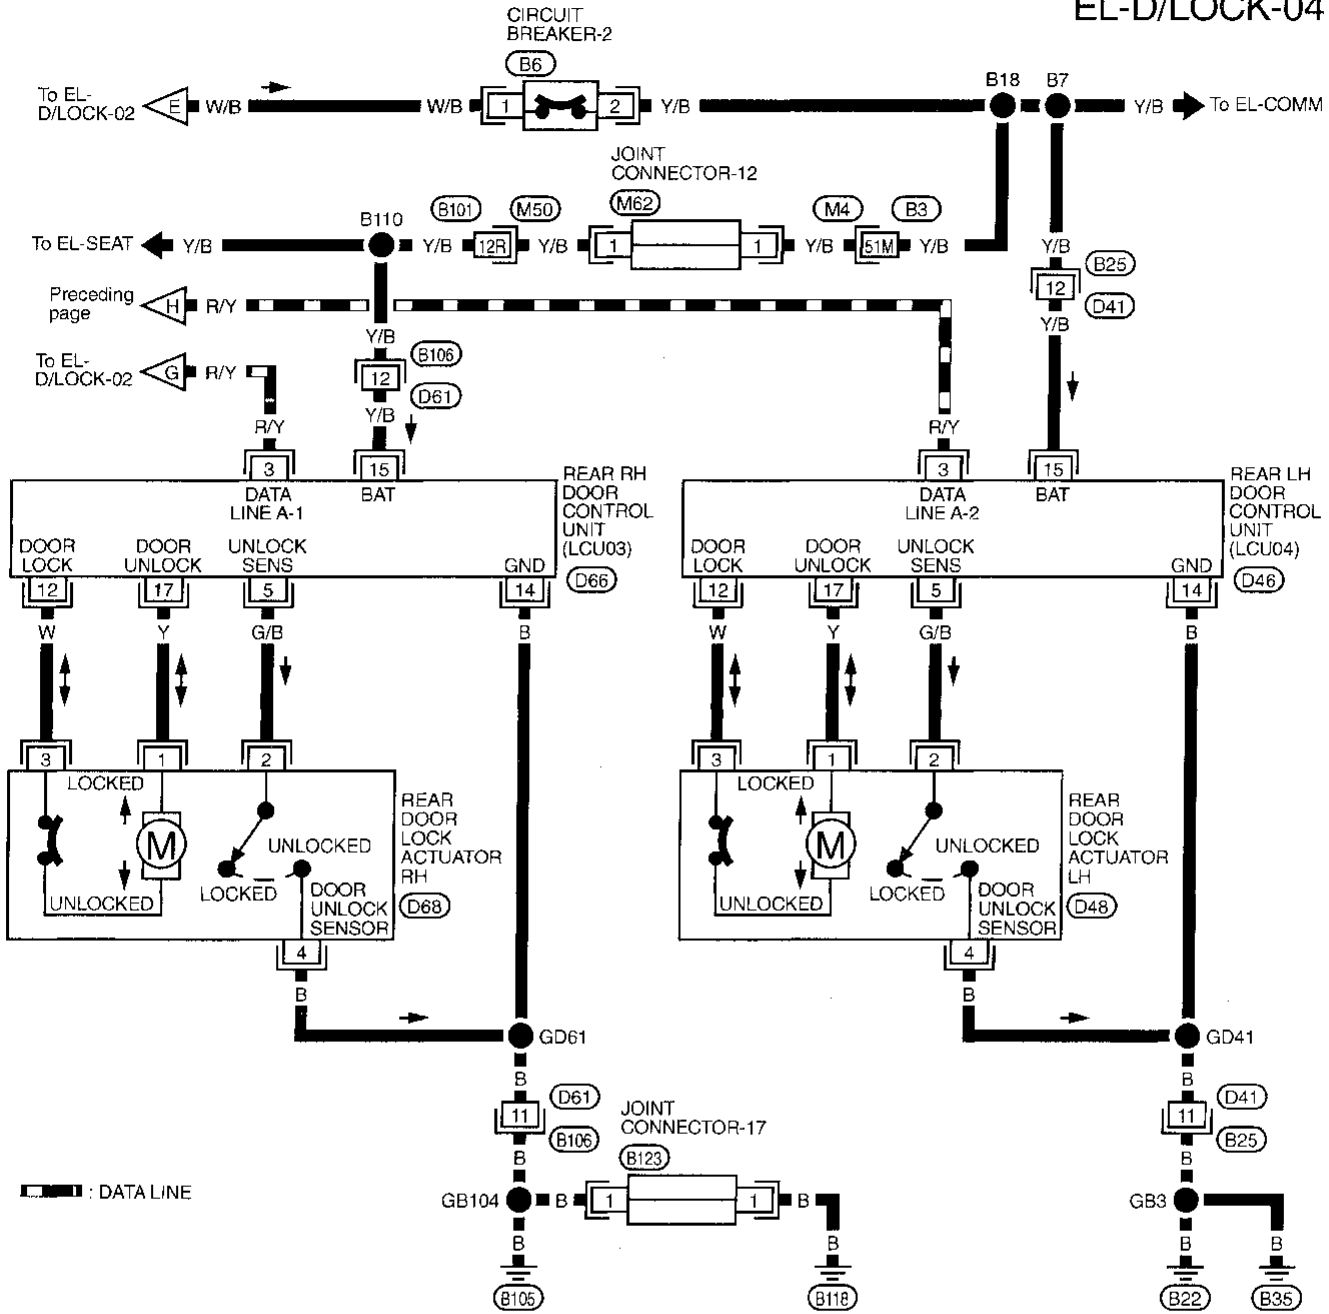 EL-D/LOCK-04
CIRCUIT
BREAKER-2
B6
To EL-
D/LOCK-02
E
W/B
W/B
1
2
Y/B
B18
B7
Y/B
To EL-COMM
JOINT
CONNECTOR-12
B110
B101
M50
M62
M4
B3
To EL-SEAT
Y/B
Y/B
12R
Y/B
1
1
Y/B
51M
Y/B
Y/B
B25
12
D41
Y/B
Preceding
page
H
R/Y
Y/B
B106
12
D61
Y/B
To EL-
D/LOCK-02
G
R/Y
R/Y
R/Y
3
15
3
15
DATA
LINE A-1
BAT
DOOR
LOCK
DOOR
UNLOCK
UNLOCK
SENS
GND
REAR RH
DOOR
CONTROL
UNIT
(LCU03)
D66
DATA
LINE A-2
BAT
DOOR
LOCK
DOOR
UNLOCK
UNLOCK
SENS
GND
REAR LH
DOOR
CONTROL
UNIT
(LCU04)
D46
12
17
5
14
12
17
5
14
W
Y
G/B
B
W
Y
G/B
B
3
1
2
3
1
2
LOCKED
M
UNLOCKED
UNLOCKED
LOCKED
DOOR
UNLOCK
SENSOR
REAR
DOOR
LOCK
ACTUATOR
RH
D68
LOCKED
M
UNLOCKED
UNLOCKED
LOCKED
DOOR
UNLOCK
SENSOR
REAR
DOOR
LOCK
ACTUATOR
LH
D48
4
4
B
B
GD61
GD41
B
B
D61
11
B106
D41
11
B25
B
B
JOINT
CONNECTOR-17
B123
: DATA LINE
GB104
B
1
1
B
GB3
B
B
B
B
B105
B118
B22
B35